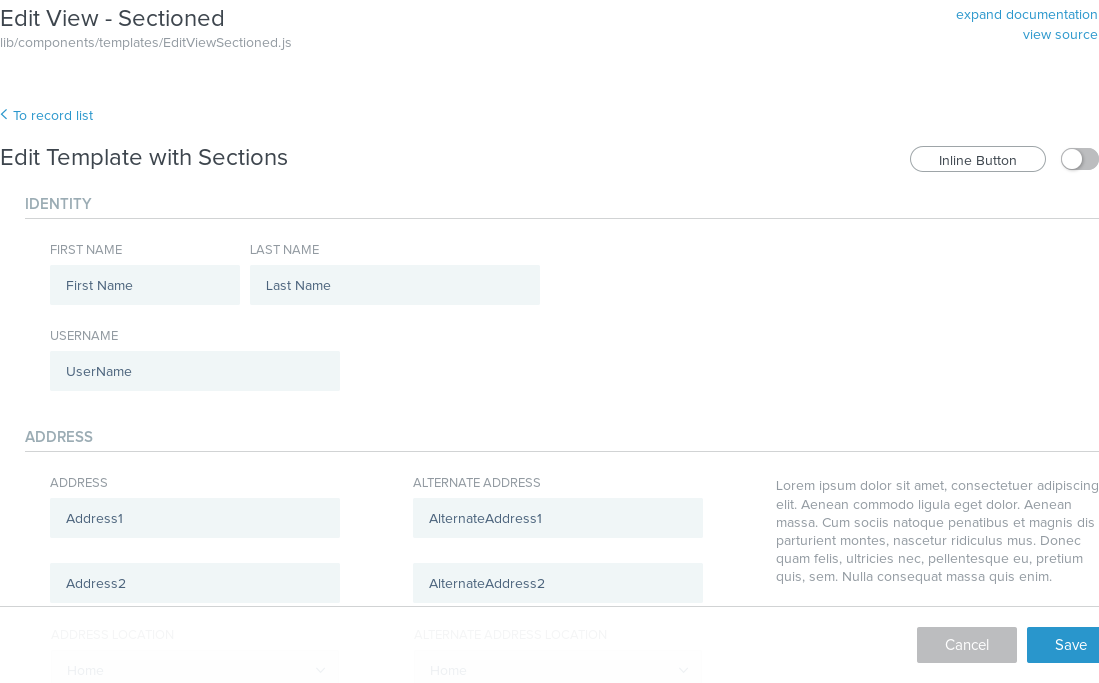 Edit View - Sectioned
expand documentation
lib/components/templates/EditViewSectioned.js
view source
To record list
Edit Template with Sections
Inline Button
IDENTITY
FIRST NAME
LAST NAME
First Name
Last Name
USERNAME
UserName
ADDRESS
ADDRESS
ALTERNATE ADDRESS
Address1
AlternateAddress1
Address2
AlternateAddress2
Lorem ipsum dolor sit amet, consectetuer adipiscing
elit. Aenean commodo ligula eget dolor. Aenean
massa. Cum sociis natoque penatibus et magnis dis
parturient montes, nascetur ridiculus mus. Donec
quam felis, ultricies nec, pellentesque eu, pretium
quis, sem. Nulla consequat massa quis enim.
ADDRESS LOCATION
ALTERNATE ADDRESS LOCATION
Home
Home
Cancel
Save